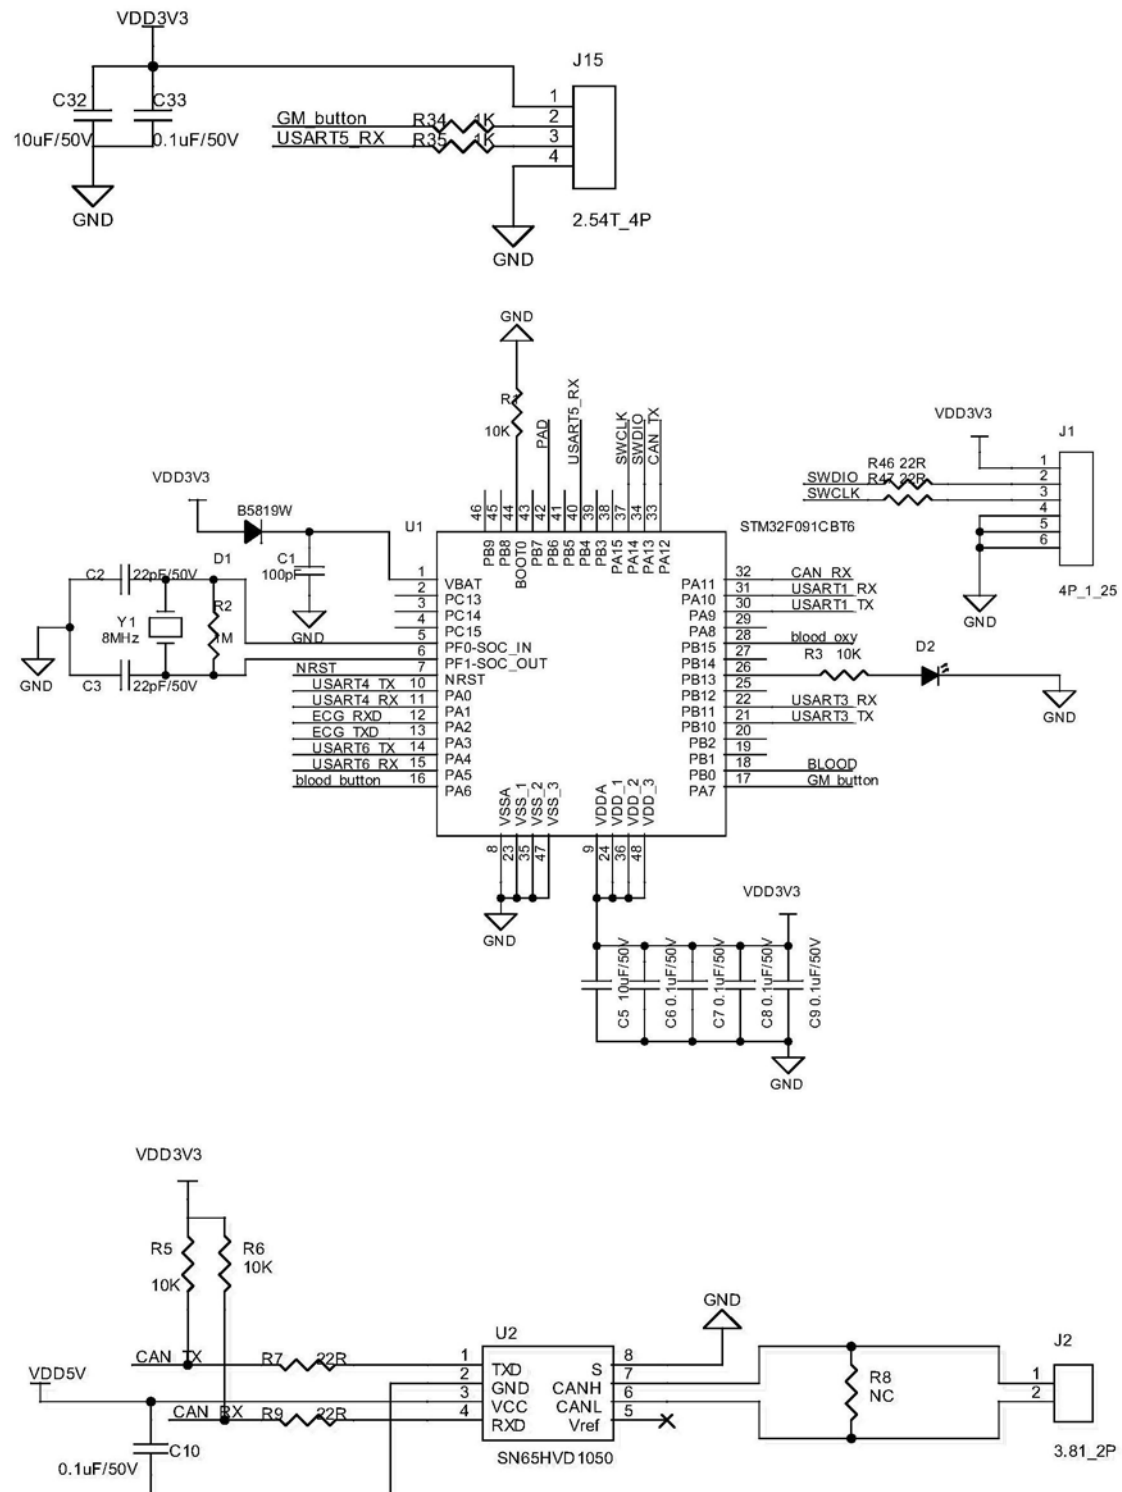 VDD3V3
J15
C32
C33
10uF/50V
0.1uF/50V
GM_button
R34
1K
USART5_RX
R35
1K
1
2
3
4
GND
2.54T_4P
GND
GND
R1
10K
PAD
USART5_RX
SWCLK
SWDIO
CAN_TX
VDD3V3
J1
R46 22R
R47 22R
SWDIO
SWCLK
1
2
3
4
5
6
GND
4P_1_25
VDD3V3
B5819W
D1
C1
100pF
GND
U1
STM32F091CBT6
46
45
44
43
42
41
40
39
38
37
34
33
PB9
PB8
BOOT0
PB7
PB6
PB5
PB4
PB3
PA15
PA14
PA13
PA12
C2
22pF/50V
Y1
8MHz
R2
1M
C3
22pF/50V
GND
1
VBAT
2
PC13
3
PC14
4
PC15
5
PF0-SOC_IN
6
PF1-SOC_OUT
NRST
7
NRST
USART4_TX
10
PA0
USART4_RX
11
PA1
ECG_RXD
12
PA2
ECG_TXD
13
PA3
USART6_TX
14
PA4
USART6_RX
15
PA5
blood_button
16
PA6
PA11
32
CAN_RX
PA10
31
USART1_RX
PA9
30
USART1_TX
PA8
29
PB15
28
blood_oxy
PB14
27
PB13
26
R3
10K
D2
GND
PB12
25
PB11
22
USART3_RX
PB10
21
USART3_TX
PB2
20
PB1
19
PB0
18
BLOOD
PA7
17
GM_button
VSSA
VSS_1
VSS_2
VSS_3
VDDA
VDD_1
VDD_2
VDD_3
8
23
35
47
9
24
36
48
GND
VDD3V3
C5 10uF/50V
C6 0.1uF/50V
C7 0.1uF/50V
C8 0.1uF/50V
C9 0.1uF/50V
GND
VDD3V3
R5
10K
R6
10K
GND
CAN_TX
R7
22R
VDD5V
CAN_RX
R9
22R
C10
0.1uF/50V
U2
1
2
3
4
TXD
GND
VCC
RXD
S
CANH
CANL
Vref
8
7
6
5
SN65HVD1050
R8
NC
J2
1
2
3.81_2P